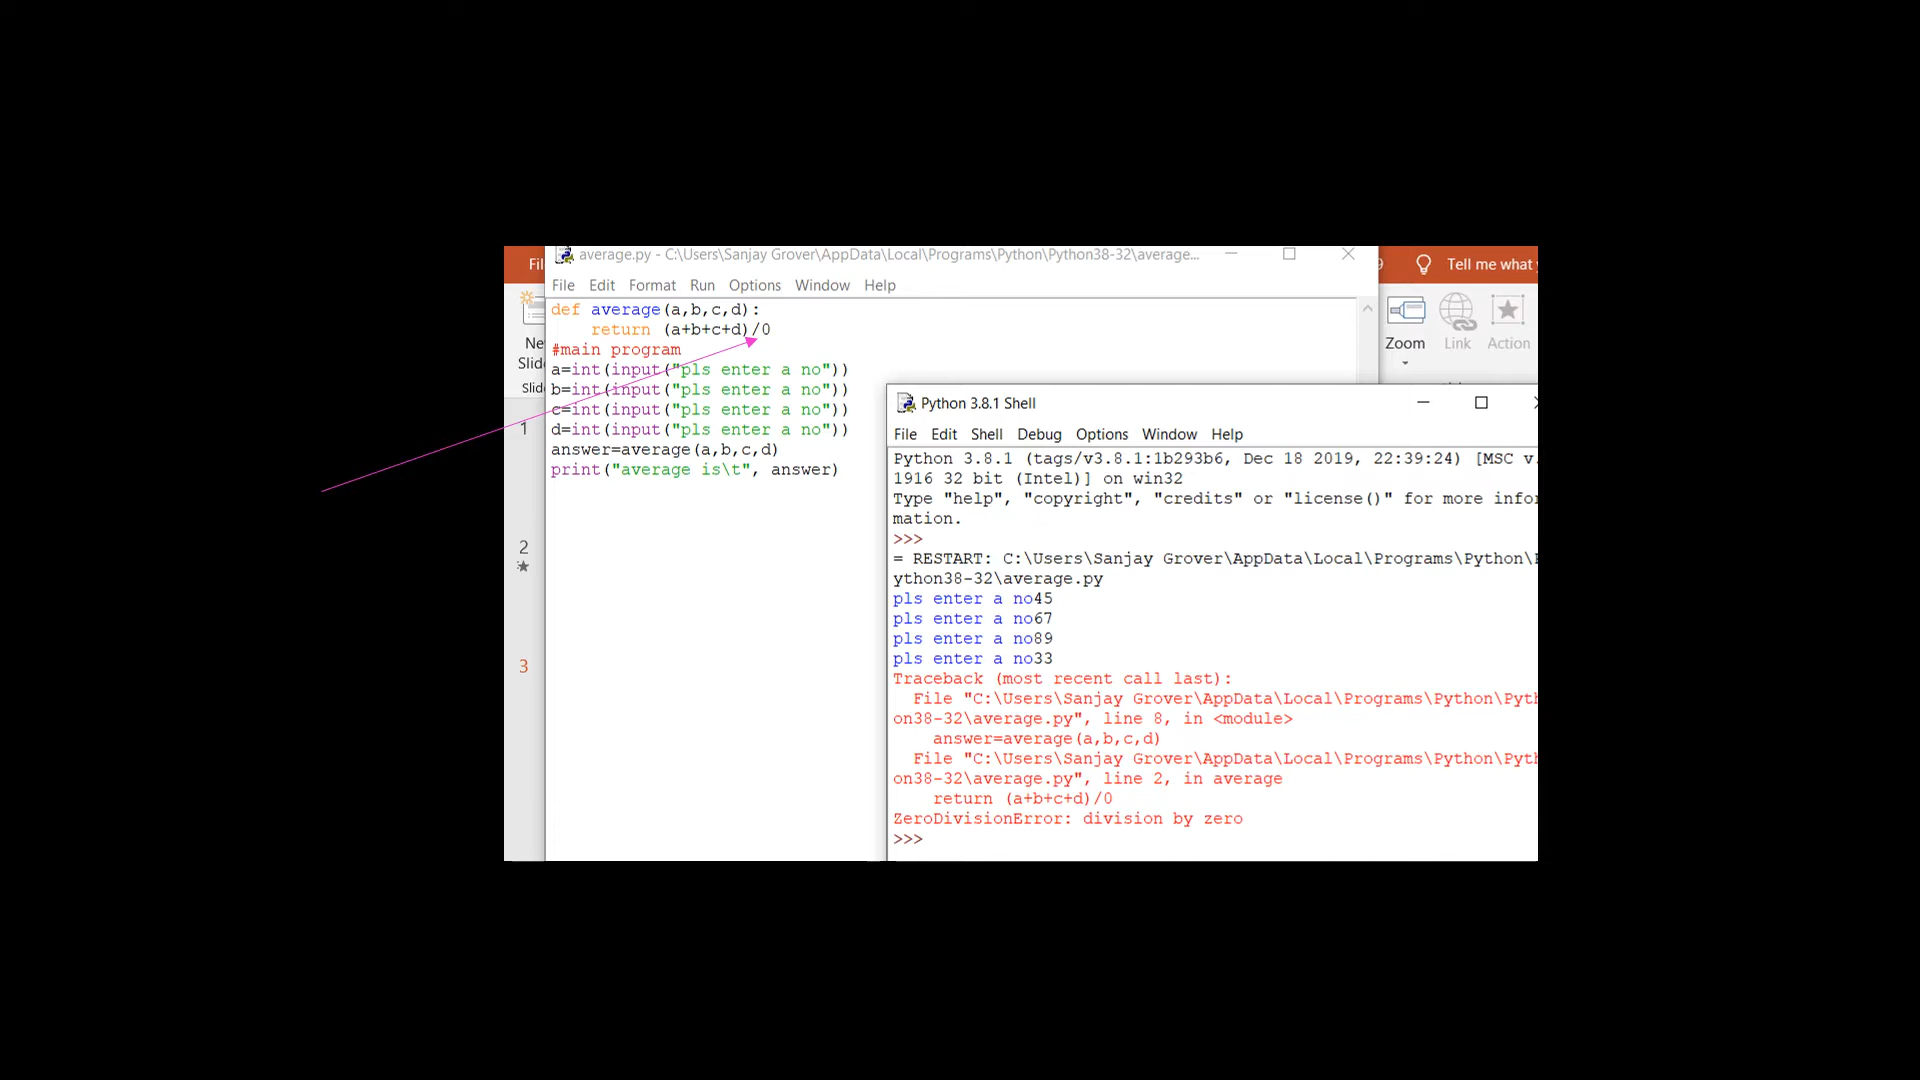 average.py - C:\Users\Sanjay Grover\AppData\Local\Programs\Python\Python38-32\average...
Fil
Tell me what
File Edit Format Run Options Window Help
def average(a,b,c,d):
    return (a+b+c+d)/0
#main program
a=int(input("pls enter a no"))
b=int(input("pls enter a no"))
c=int(input("pls enter a no"))
d=int(input("pls enter a no"))
answer=average(a,b,c,d)
print("average is\t", answer)
Ne
Slide
Slid
1
2
3
Zoom Link Action
Python 3.8.1 Shell
File Edit Shell Debug Options Window Help
Python 3.8.1 (tags/v3.8.1:1b293b6, Dec 18 2019, 22:39:24) [MSC v.
1916 32 bit (Intel)] on win32
Type "help", "copyright", "credits" or "license()" for more infor
mation.
>>>
= RESTART: C:\Users\Sanjay Grover\AppData\Local\Programs\Python\P
ython38-32\average.py
pls enter a no45
pls enter a no67
pls enter a no89
pls enter a no33
Traceback (most recent call last):
  File "C:\Users\Sanjay Grover\AppData\Local\Programs\Python\Pyth
on38-32\average.py", line 8, in <module>
    answer=average(a,b,c,d)
  File "C:\Users\Sanjay Grover\AppData\Local\Programs\Python\Pyth
on38-32\average.py", line 2, in average
    return (a+b+c+d)/0
ZeroDivisionError: division by zero
>>>